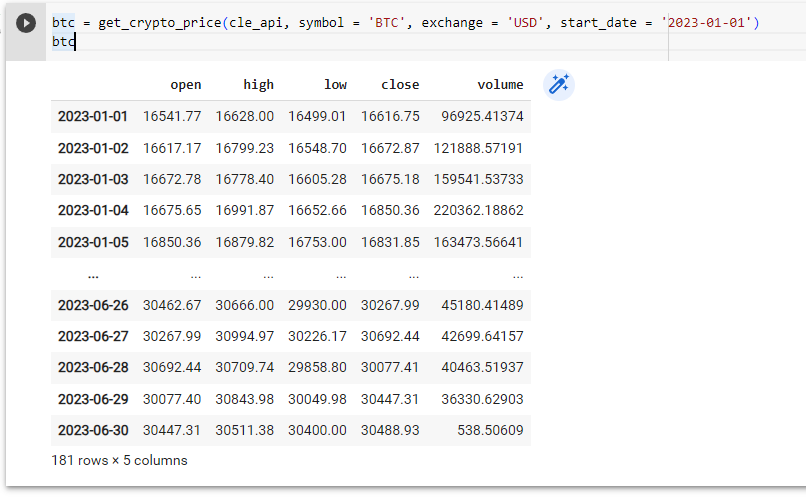 btc = get_crypto_price(cle_api, symbol = 'BTC', exchange = 'USD', start_date = '2023-01-01')
btc
open high low close volume
2023-01-01 16541.77 16628.00 16499.01 16616.75 96925.41374
2023-01-02 16617.17 16799.23 16548.70 16672.87 121888.57191
2023-01-03 16672.78 16778.40 16605.28 16675.18 159541.53733
2023-01-04 16675.65 16991.87 16652.66 16850.36 220362.18862
2023-01-05 16850.36 16879.82 16753.00 16831.85 163473.56641
... ... ... ... ... ...
2023-06-26 30462.67 30666.00 29930.00 30267.99 45180.41489
2023-06-27 30267.99 30994.97 30226.17 30692.44 42699.64157
2023-06-28 30692.44 30709.74 29858.80 30077.41 40463.51937
2023-06-29 30077.40 30843.98 30049.98 30447.31 36330.62903
2023-06-30 30447.31 30511.38 30400.00 30488.93 538.50609
181 rows × 5 columns